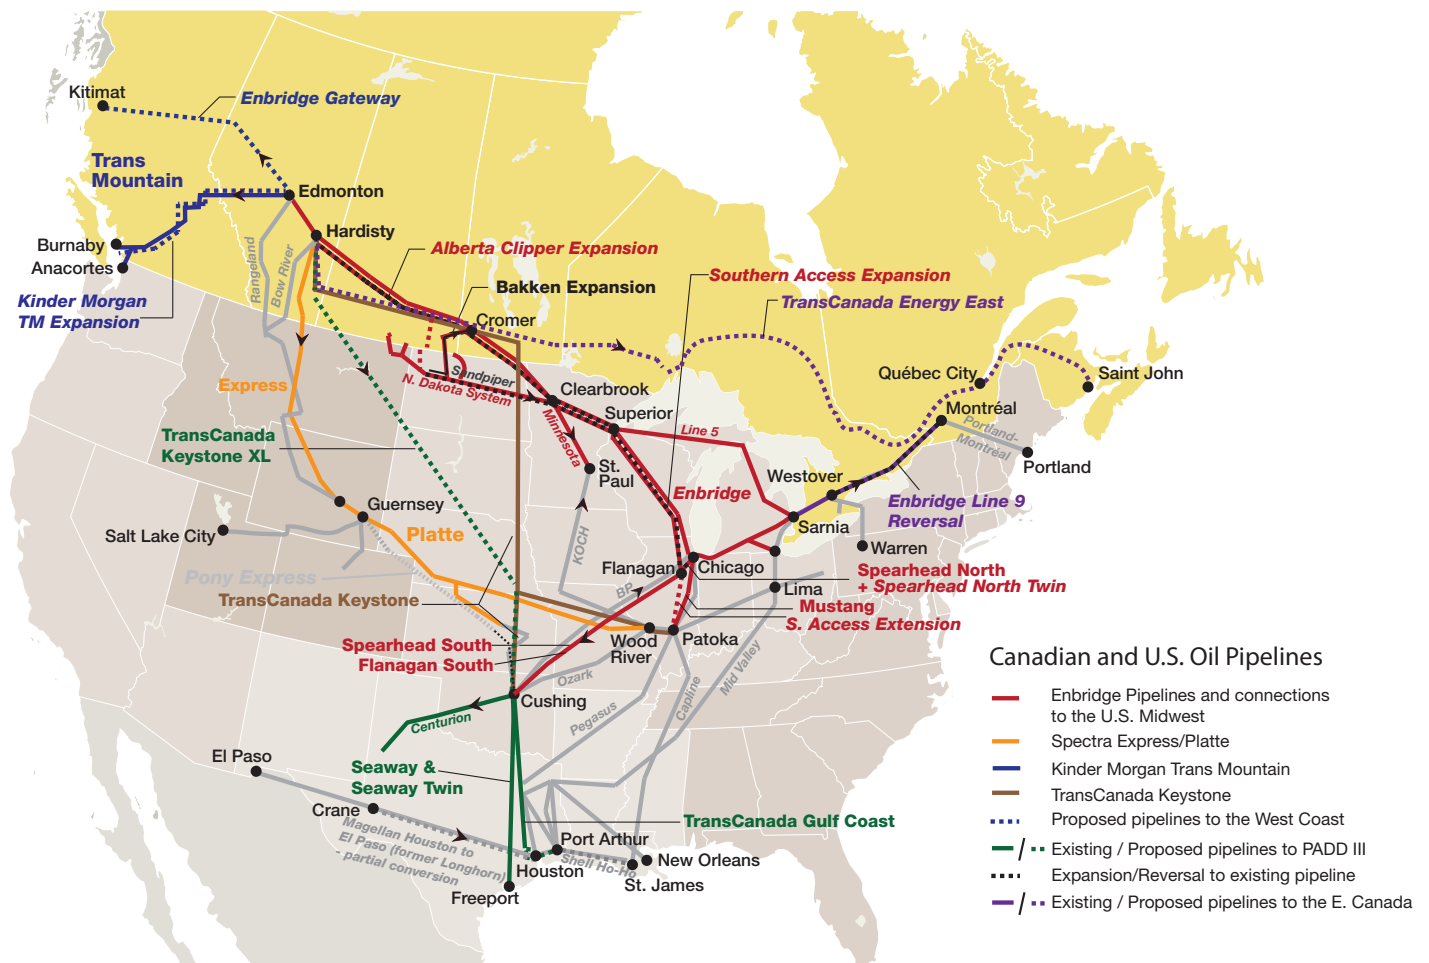 Kitimat
Enbridge Gateway
Trans
Mountain
Edmonton
Hardisty
Burnaby
Anacortes
Rangeland
Bow River
Alberta Clipper Expansion
Southern Access Expansion
Bakken Expansion
TransCanada Energy East
Kinder Morgan
TM Expansion
Cromer
Québec City
Saint John
Express
Sandpiper
N. Dakota System
Clearbrook
Superior
Montréal
Portland-
Montréal
Portland
TransCanada
Keystone XL
Minnesota
Line 5
St.
Paul
Westover
Enbridge
Enbridge Line 9
Reversal
Guernsey
Salt Lake City
Platte
KOCH
Sarnia
Warren
Pony Express
Flanagan
Chicago
Spearhead North
+ Spearhead North Twin
BP
Lima
TransCanada Keystone
Mustang
S. Access Extension
Spearhead South
Flanagan South
Wood
River
Patoka
Ozark
Mid Valley
Capline
Pegasus
Cushing
Centurion
El Paso
Seaway &
Seaway Twin
Crane
TransCanada Gulf Coast
Magellan Houston to
El Paso (former Longhorn)
- partial conversion
Port Arthur
Houston
Shell Ho-Ho
New Orleans
St. James
Freeport
Canadian and U.S. Oil Pipelines
Enbridge Pipelines and connections
to the U.S. Midwest
Spectra Express/Platte
Kinder Morgan Trans Mountain
TransCanada Keystone
Proposed pipelines to the West Coast
Existing / Proposed pipelines to PADD III
Expansion/Reversal to existing pipeline
Existing / Proposed pipelines to the E. Canada